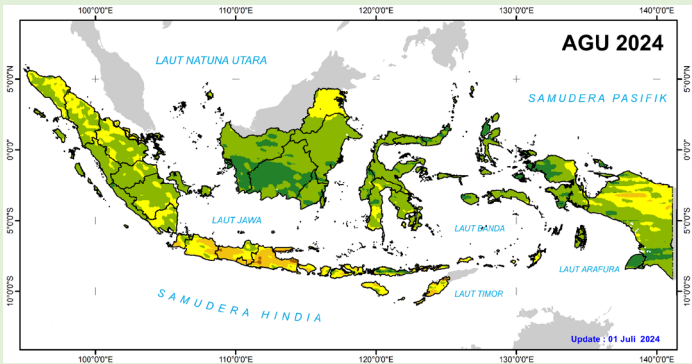 100°0'0"E 110°0'0"E 120°0'0"E 130°0'0"E 140°0'0"E
AGU 2024
LAUT NATUNA UTARA
5°0'0"N
5°0'0"N
SAMUDERA PASIFIK
0°0'0"
0°0'0"
LAUT JAWA
LAUT BANDA
5°0'0"S
5°0'0"S
LAUT ARAFURA
10°0'0"S
SAMUDERA HINDIA
LAUT TIMOR
10°0'0"S
Update : 01 Juli 2024
100°0'0"E 110°0'0"E 120°0'0"E 130°0'0"E 140°0'0"E